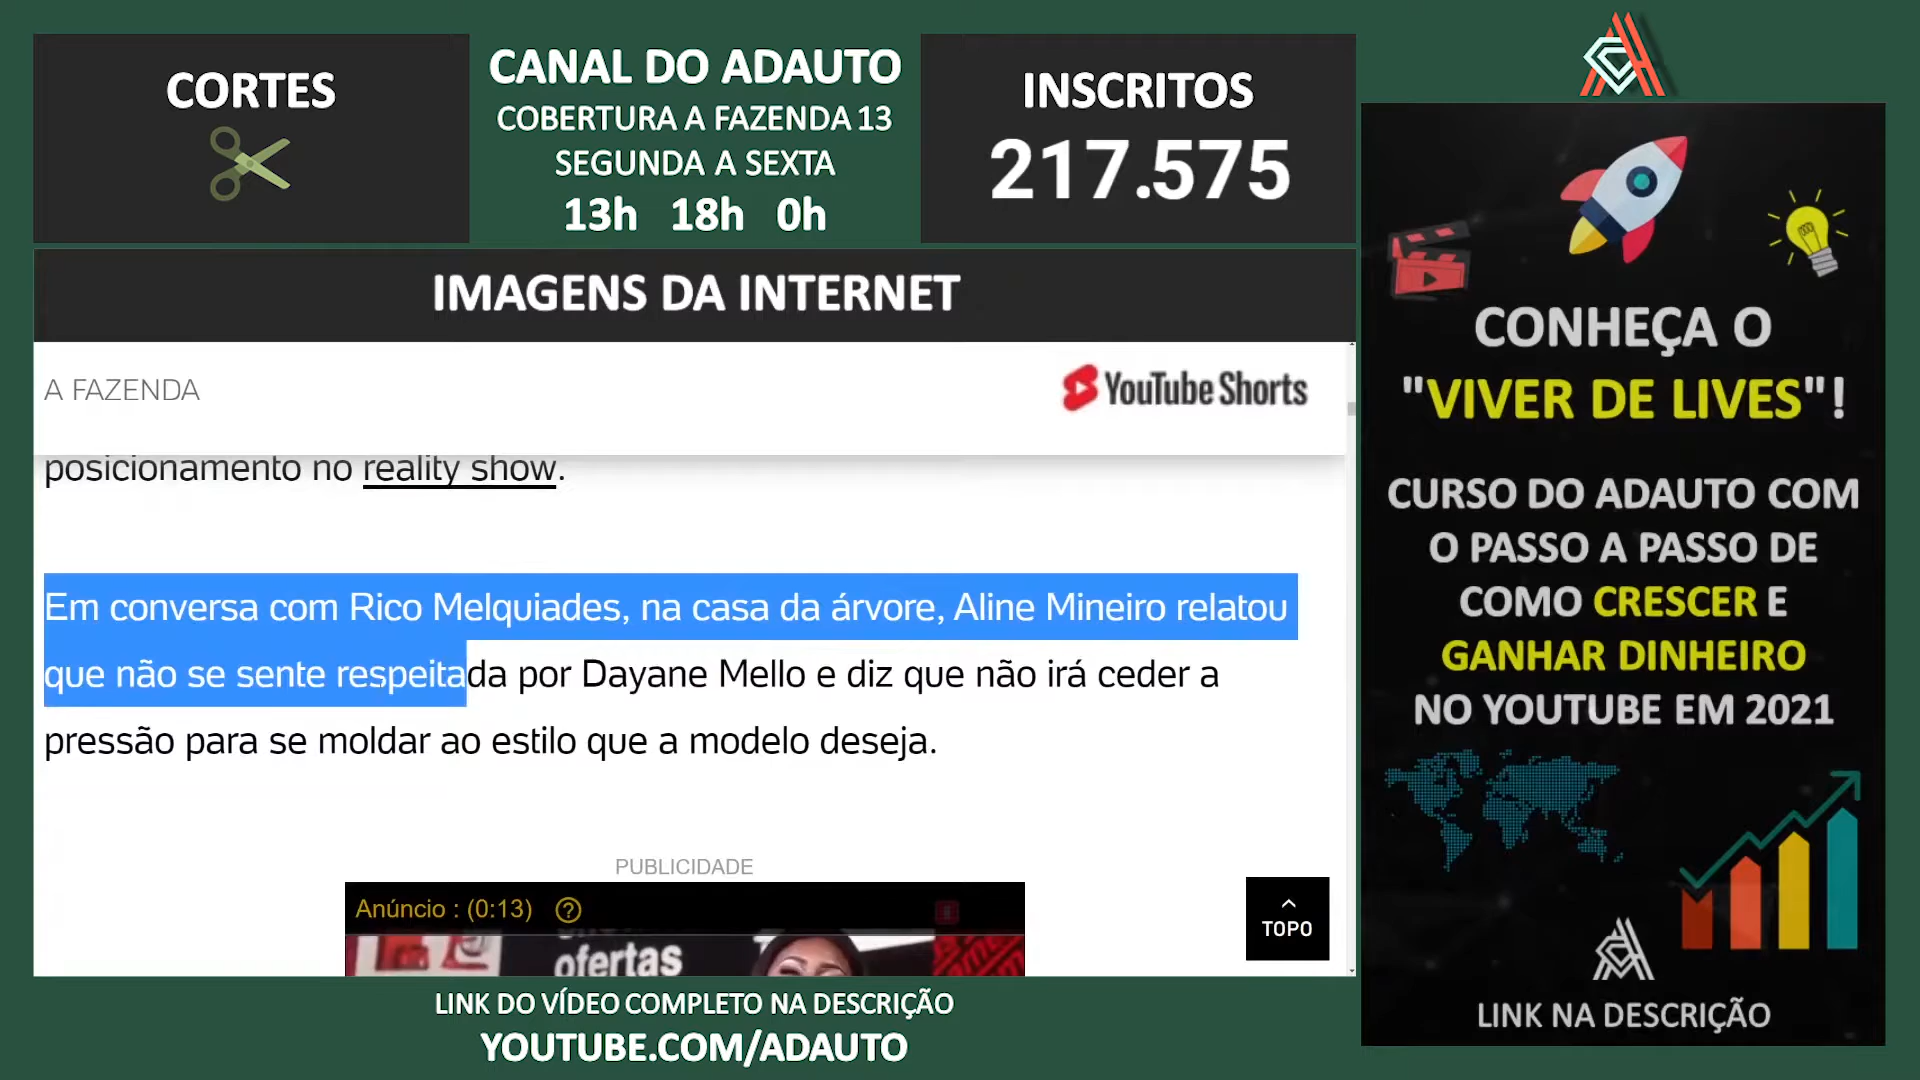 CORTES
CANAL DO ADAUTO
COBERTURA A FAZENDA 13
SEGUNDA A SEXTA
13h 18h 0h
INSCRITOS
217.575
IMAGENS DA INTERNET
A FAZENDA
YouTube Shorts
posicionamento no reality show.
Em conversa com Rico Melquiades, na casa da árvore, Aline Mineiro relatou
que não se sente respeitada por Dayane Mello e diz que não irá ceder a
pressão para se moldar ao estilo que a modelo deseja.
PUBLICIDADE
Anúncio : (0:13) ?
ofertas
TOPO
LINK DO VÍDEO COMPLETO NA DESCRIÇÃO
YOUTUBE.COM/ADAUTO
CONHEÇA O
"VIVER DE LIVES"!
CURSO DO ADAUTO COM
O PASSO A PASSO DE
COMO CRESCER E
GANHAR DINHEIRO
NO YOUTUBE EM 2021
LINK NA DESCRIÇÃO